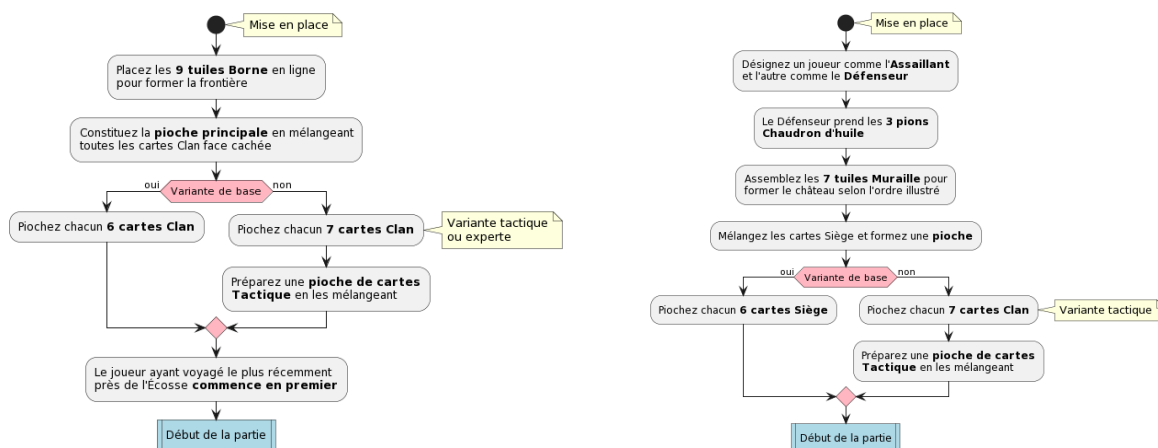 Mise en place
Placez les 9 tuiles Borne en ligne
pour former la frontière
Constituez la pioche principale en mélangeant
toutes les cartes Clan face cachée
oui
Variante de base
non
Piochez chacun 6 cartes Clan
Piochez chacun 7 cartes Clan
Variante tactique
ou experte
Préparez une pioche de cartes
Tactique en les mélangeant
Le joueur ayant voyagé le plus récemment
près de l'Écosse commence en premier
Début de la partie
Mise en place
Désignez un joueur comme l'Assaillant
et l'autre comme le Défenseur
Le Défenseur prend les 3 pions
Chaudron d'huile
Assemblez les 7 tuiles Muraille pour
former le château selon l'ordre illustré
Mélangez les cartes Siège et formez une pioche
oui
Variante de base
non
Piochez chacun 6 cartes Siège
Piochez chacun 7 cartes Clan
Variante tactique
Préparez une pioche de cartes
Tactique en les mélangeant
Début de la partie